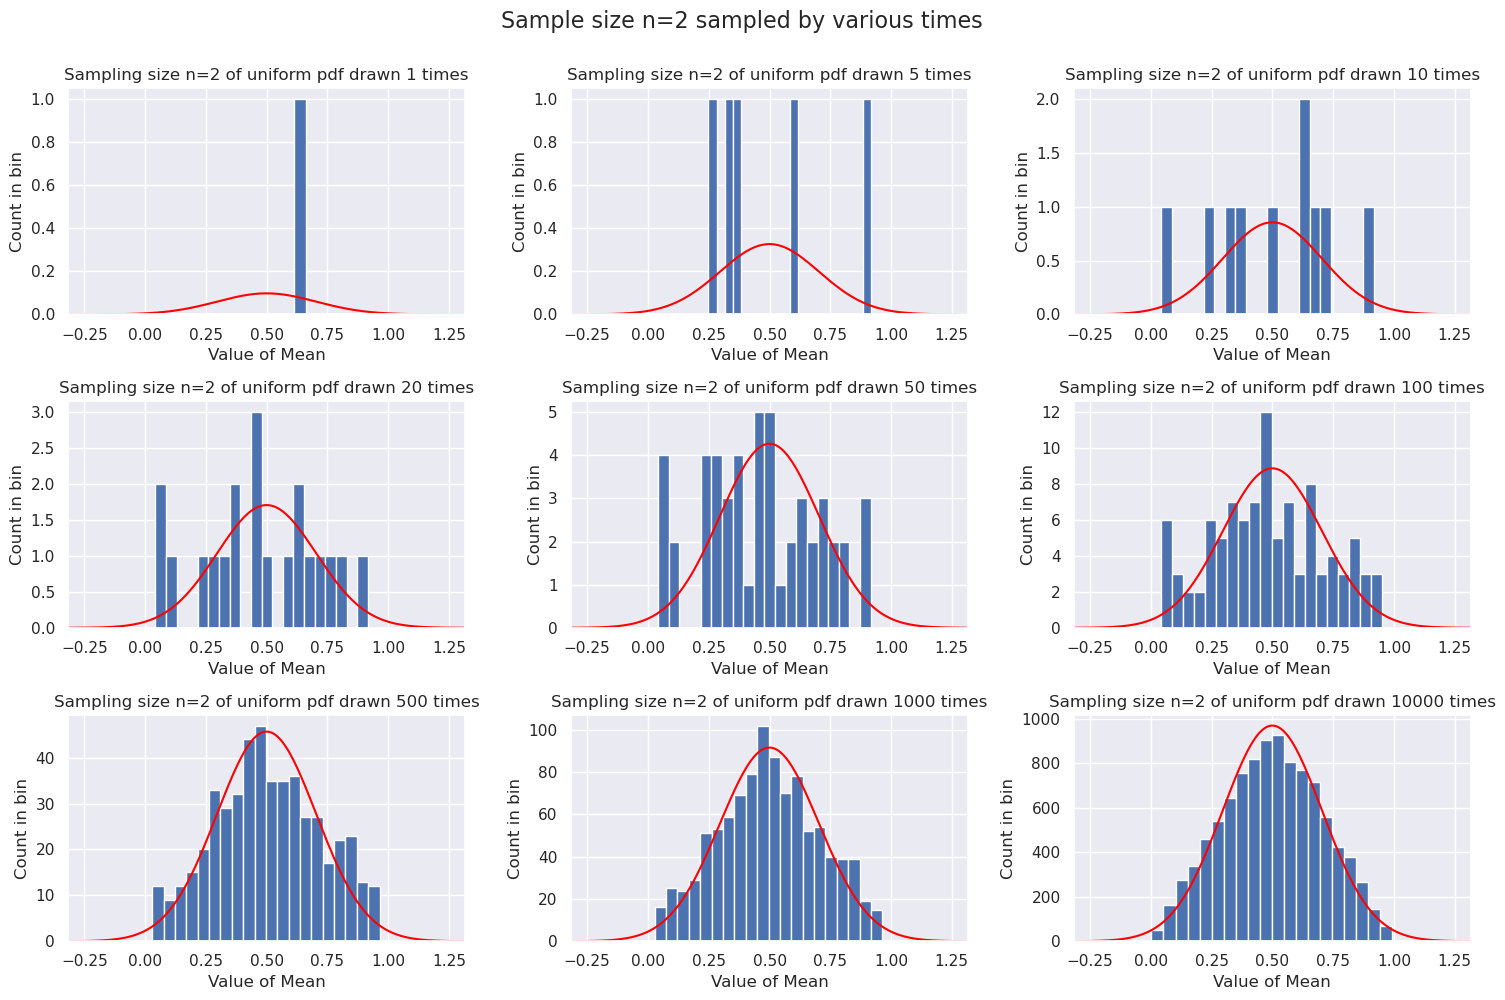 Sample size n=2 sampled by various times
Sampling size n=2 of uniform pdf drawn 1 times
1.0
0.8
0.6
0.4
0.2
0.0
Count in bin
−0.25 0.00 0.25 0.50 0.75 1.00 1.25
Value of Mean
Sampling size n=2 of uniform pdf drawn 5 times
1.0
0.8
0.6
0.4
0.2
0.0
Count in bin
−0.25 0.00 0.25 0.50 0.75 1.00 1.25
Value of Mean
Sampling size n=2 of uniform pdf drawn 10 times
2.0
1.5
1.0
0.5
0.0
Count in bin
−0.25 0.00 0.25 0.50 0.75 1.00 1.25
Value of Mean
Sampling size n=2 of uniform pdf drawn 20 times
3.0
2.5
2.0
1.5
1.0
0.5
0.0
Count in bin
−0.25 0.00 0.25 0.50 0.75 1.00 1.25
Value of Mean
Sampling size n=2 of uniform pdf drawn 50 times
5
4
3
2
1
0
Count in bin
−0.25 0.00 0.25 0.50 0.75 1.00 1.25
Value of Mean
Sampling size n=2 of uniform pdf drawn 100 times
12
10
8
6
4
2
0
Count in bin
−0.25 0.00 0.25 0.50 0.75 1.00 1.25
Value of Mean
Sampling size n=2 of uniform pdf drawn 500 times
40
30
20
10
0
Count in bin
−0.25 0.00 0.25 0.50 0.75 1.00 1.25
Value of Mean
Sampling size n=2 of uniform pdf drawn 1000 times
100
80
60
40
20
0
Count in bin
−0.25 0.00 0.25 0.50 0.75 1.00 1.25
Value of Mean
Sampling size n=2 of uniform pdf drawn 10000 times
1000
800
600
400
200
0
Count in bin
−0.25 0.00 0.25 0.50 0.75 1.00 1.25
Value of Mean